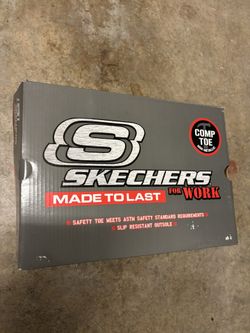 COMP
TOE
S
SKECHERS
MADE TO LAST FOR WORK
SAFETY TOE MEETS ASTM SAFETY STANDARD REQUIREMENTS
SLIP RESISTANT OUTSOLE